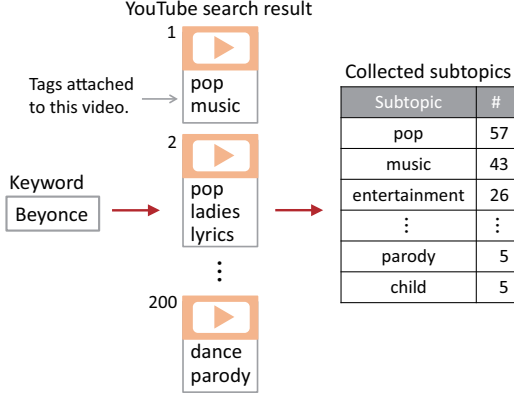 YouTube search result
1
Tags attached
to this video.
pop
music
2
Keyword
Beyonce
pop
ladies
lyrics
⋮
200
dance
parody
Collected subtopics
Subtopic #
pop 57
music 43
entertainment 26
⋮ ⋮
parody 5
child 5